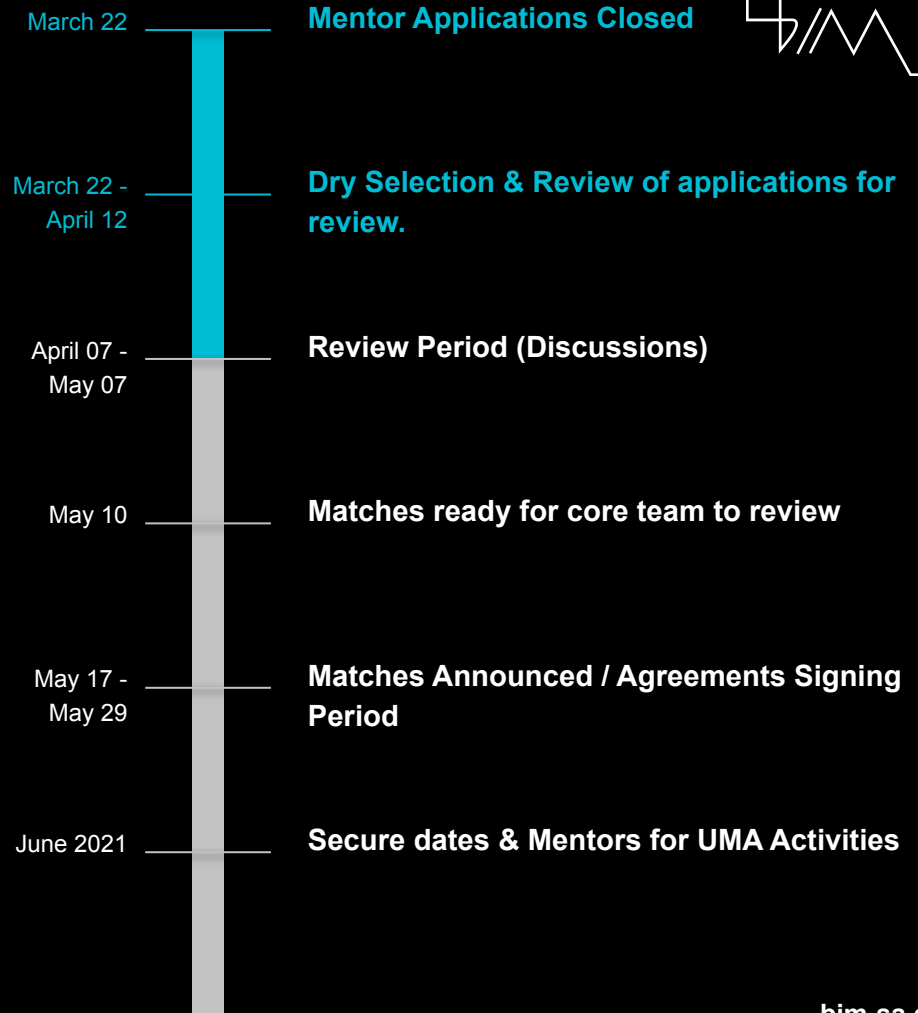 March 22
Mentor Applications Closed
March 22 -
April 12
Dry Selection & Review of applications for
review.
April 07 -
May 07
Review Period (Discussions)
May 10
Matches ready for core team to review
May 17 -
May 29
Matches Announced / Agreements Signing
Period
June 2021
Secure dates & Mentors for UMA Activities